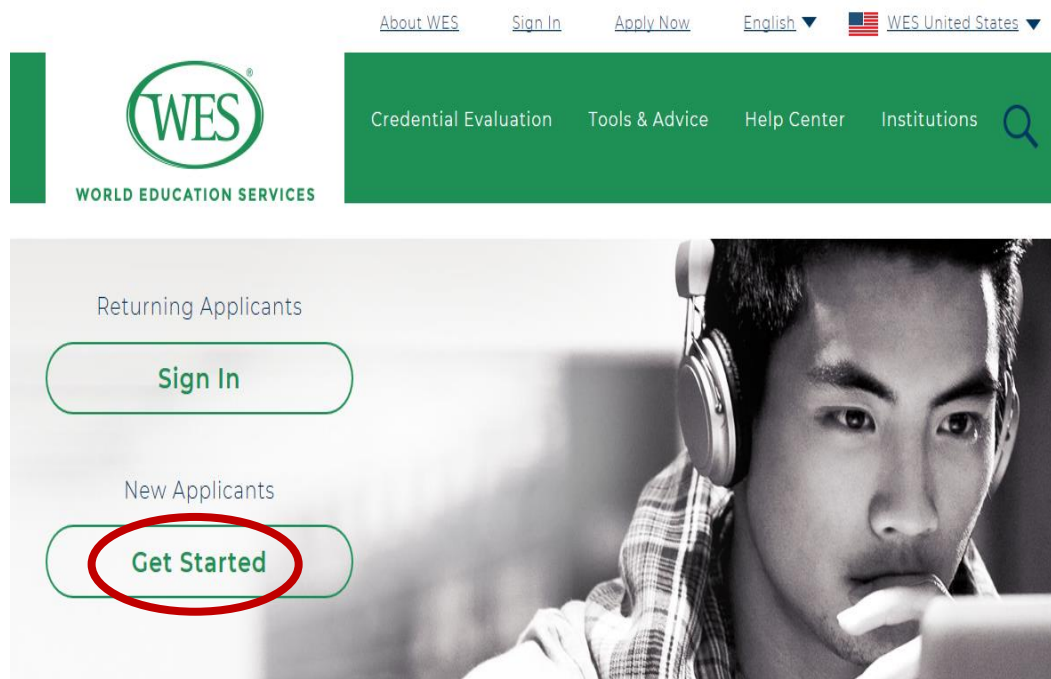 About WES Sign In Apply Now English WES United States
WES®
WORLD EDUCATION SERVICES
Credential Evaluation Tools & Advice Help Center Institutions
Returning Applicants
Sign In
New Applicants
Get Started